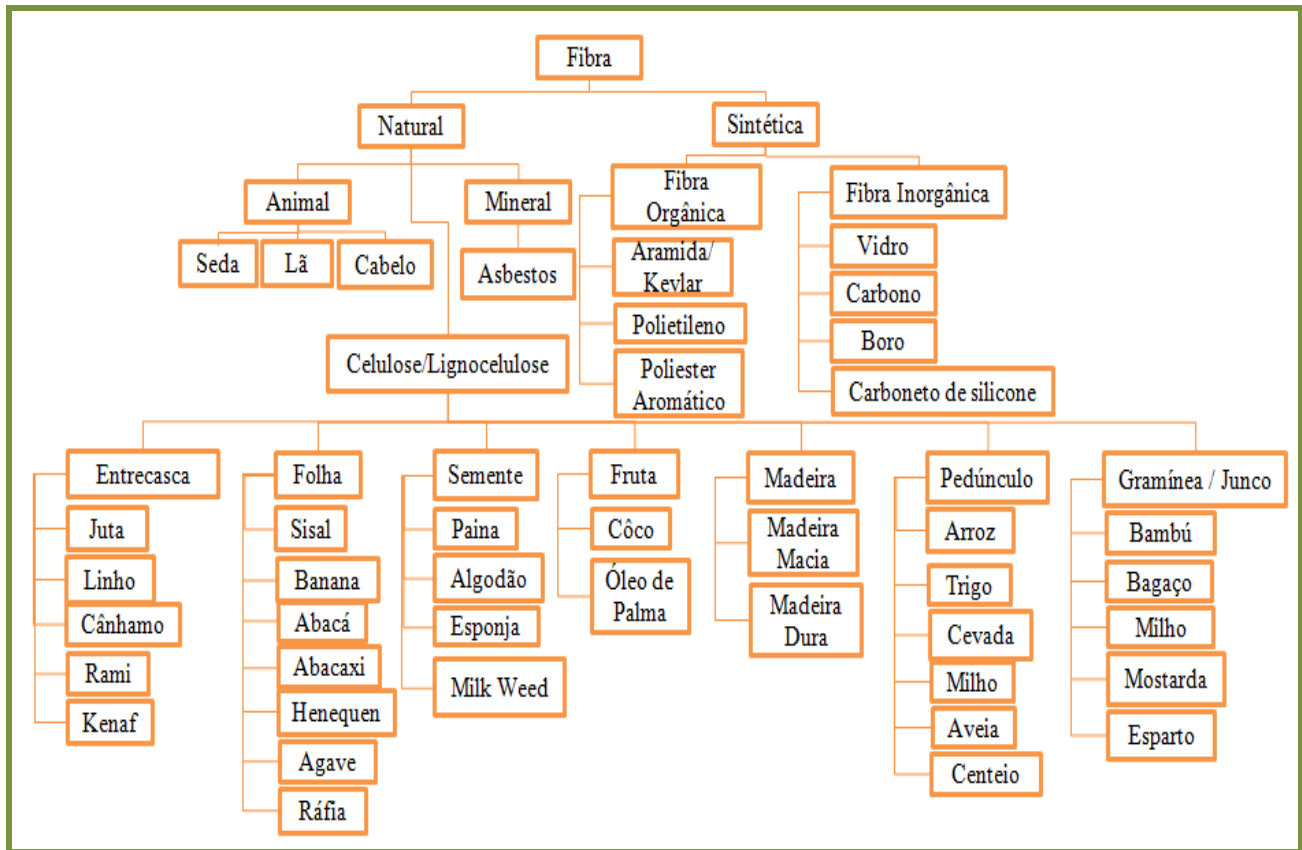 Fibra
Natural
Sintética
Animal
Mineral
Fibra
Orgânica
Fibra Inorgânica
Seda
Lã
Cabelo
Asbestos
Aramida/
Kevlar
Polietileno
Poliester
Aromático
Vidro
Carbono
Boro
Carboneto de silicone
Celulose/Lignocelulose
Entrecasca
Juta
Linho
Cânhamo
Rami
Kenaf
Folha
Sisal
Banana
Abacá
Abacaxi
Henequen
Agave
Ráfia
Semente
Paina
Algodão
Esponja
Milk Weed
Fruta
Côco
Óleo de
Palma
Madeira
Madeira
Macia
Madeira
Dura
Pedúnculo
Arroz
Trigo
Cevada
Milho
Aveia
Centeio
Gramínea / Junco
Bambú
Bagaço
Milho
Mostarda
Esparto